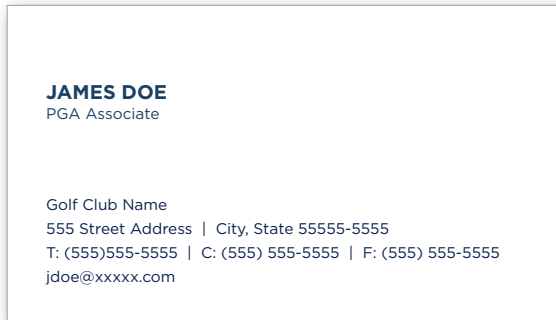 JAMES DOE
PGA Associate
Golf Club Name
555 Street Address | City, State 55555-5555
T: (555)555-5555 | C: (555) 555-5555 | F: (555) 555-5555
jdoe@xxxxx.com